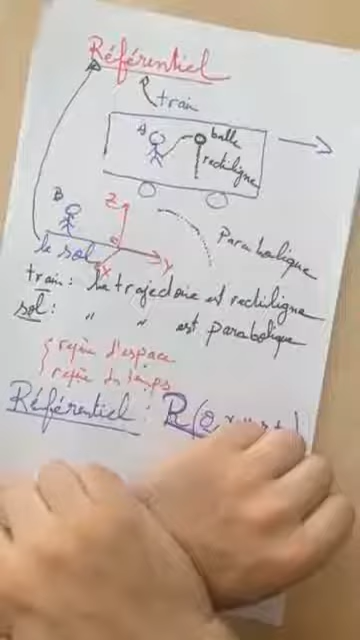 Référentiel
train
A
balle
rectiligne
B
Z
Parabolique
le sol
X
Y
train : La trajectoire est rectiligne
sol : " " est parabolique
{ repère d'espace
repère du temps
Référentiel : R(O, x